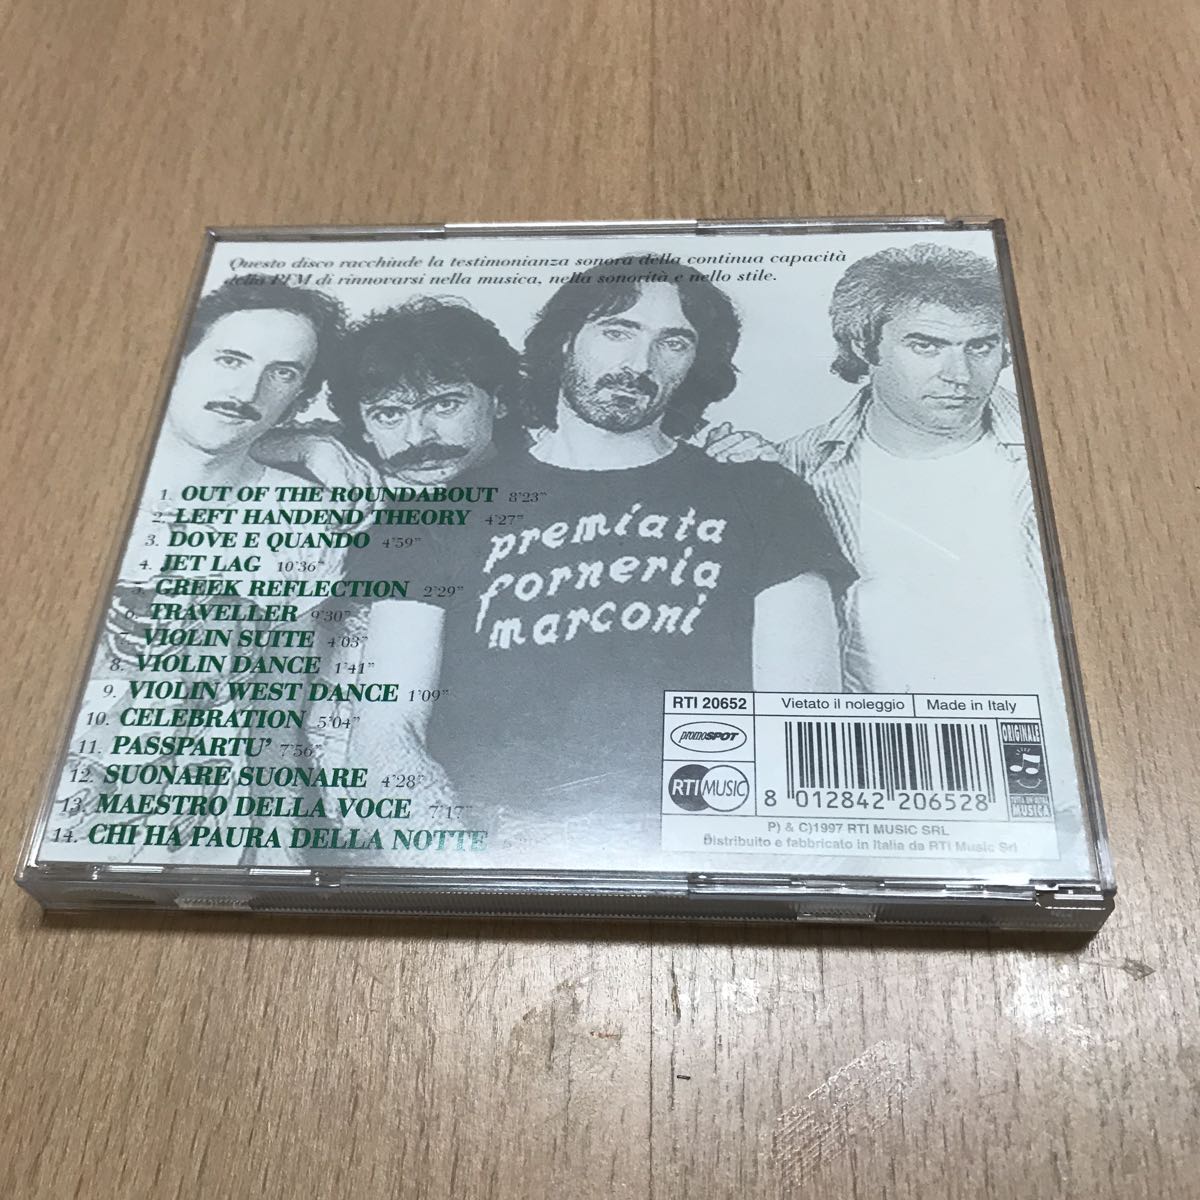 Questo disco racchiude la testimonianza sonora della continua capacità
della PFM di rinnovarsi nella musica, nella sonorità e nello stile.
premiata
forneria
marconi
1. OUT OF THE ROUNDABOUT 8'23"
2. LEFT HANDEND THEORY 4'27"
3. DOVE E QUANDO 4'59"
4. JET LAG 10'36"
5. GREEK REFLECTION 2'29"
6. TRAVELLER 9'30"
7. VIOLIN SUITE 4'03"
8. VIOLIN DANCE 1'41"
9. VIOLIN WEST DANCE 1'09"
10. CELEBRATION 5'04"
11. PASSPARTU' 7'56"
12. SUONARE SUONARE 4'28"
13. MAESTRO DELLA VOCE 7'17"
14. CHI HA PAURA DELLA NOTTE
RTI 20652 Vietato il noleggio Made in Italy
promoSPOT
RTI MUSIC
8 012842 206528
ORIGINALE
TUTTA UN'ALTRA
MUSICA
P) & C)1997 RTI MUSIC SRL
Distribuito e fabbricato in Italia da RTI Music Srl